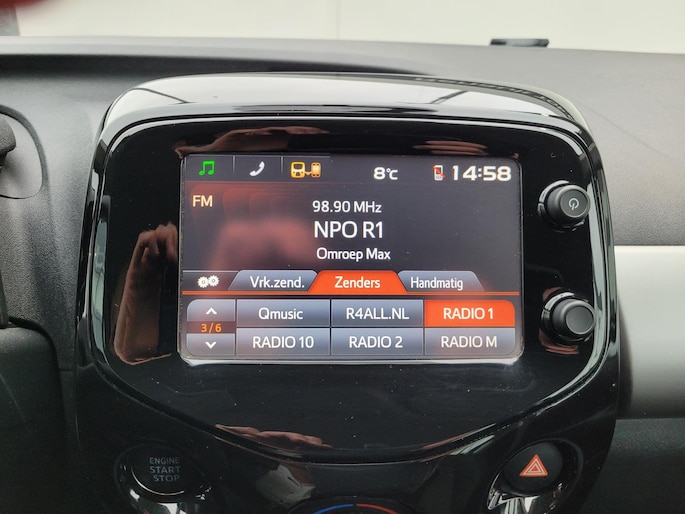 8°C 14:58
FM
98.90 MHz
NPO R1
Omroep Max
Vrk.zend. Zenders Handmatig
3/6 Qmusic R4ALL.NL RADIO 1
RADIO 10 RADIO 2 RADIO M
ENGINE
START
STOP